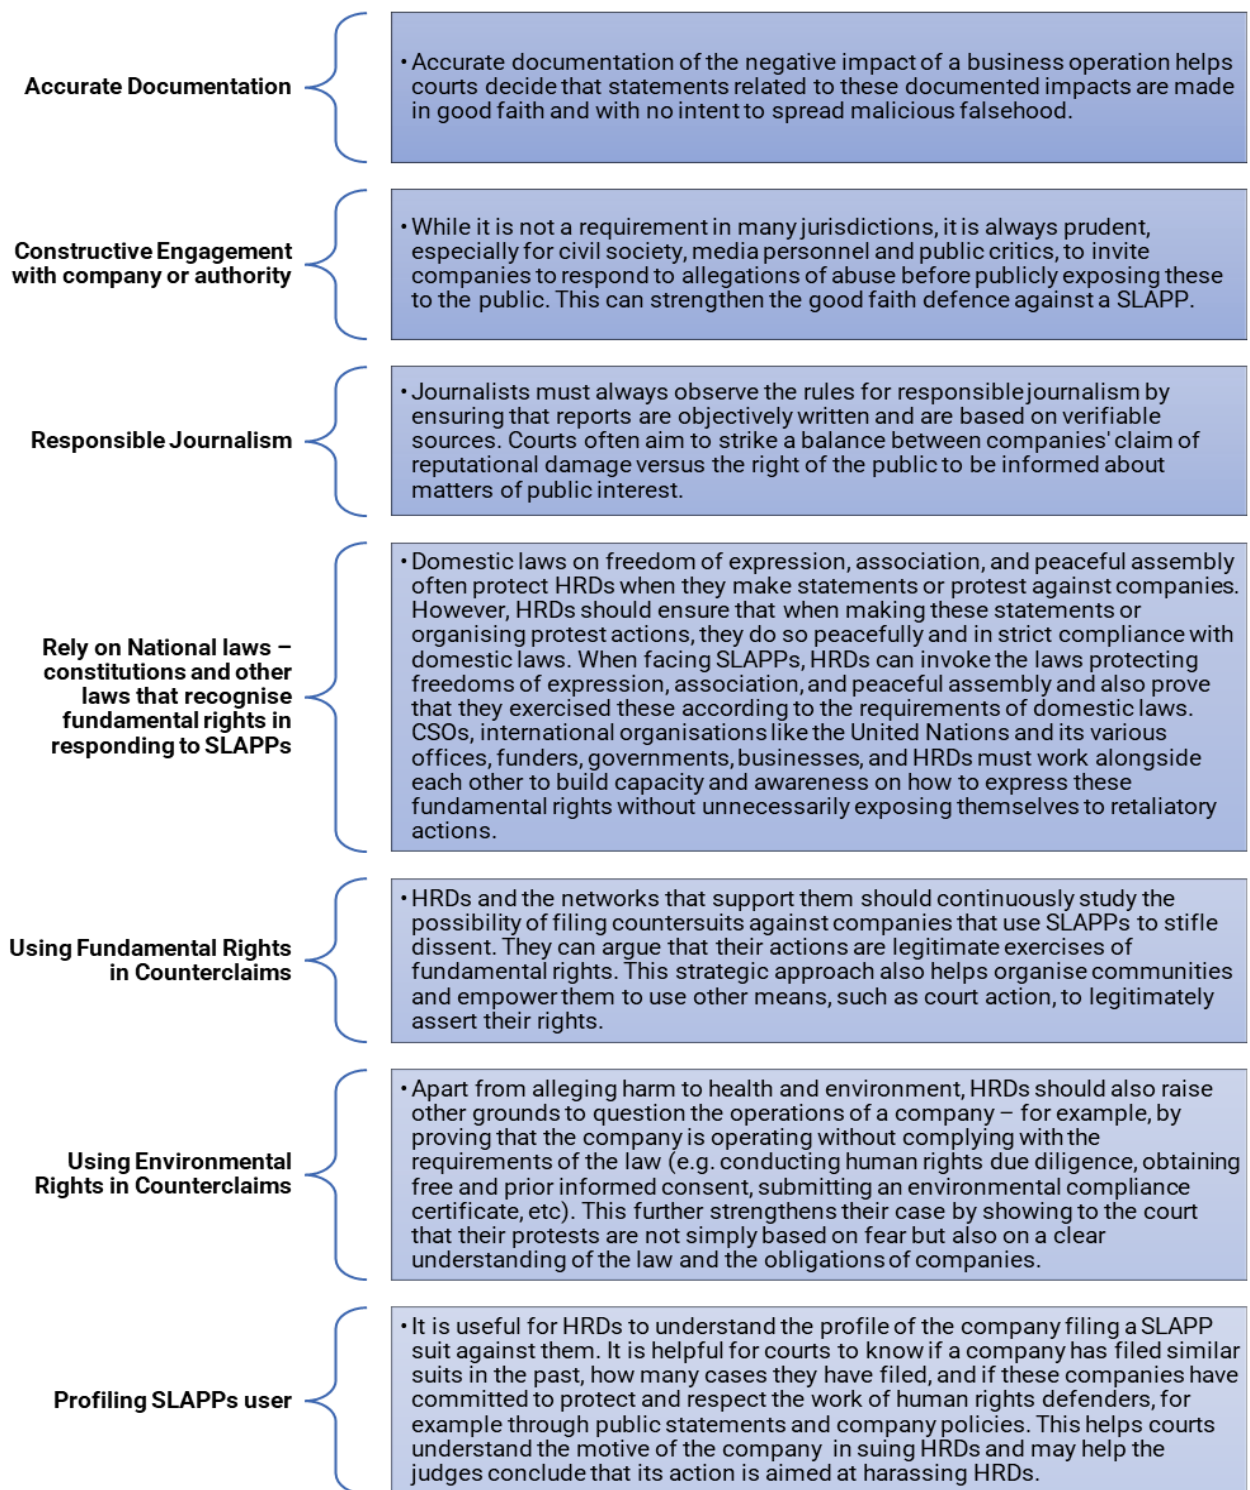 Accurate Documentation
• Accurate documentation of the negative impact of a business operation helps
courts decide that statements related to these documented impacts are made
in good faith and with no intent to spread malicious falsehood.
Constructive Engagement
with company or authority
• While it is not a requirement in many jurisdictions, it is always prudent,
especially for civil society, media personnel and public critics, to invite
companies to respond to allegations of abuse before publicly exposing these
to the public. This can strengthen the good faith defence against a SLAPP.
Responsible Journalism
• Journalists must always observe the rules for responsible journalism by
ensuring that reports are objectively written and are based on verifiable
sources. Courts often aim to strike a balance between companies' claim of
reputational damage versus the right of the public to be informed about
matters of public interest.
Rely on National laws –
constitutions and other
laws that recognise
fundamental rights in
responding to SLAPPs
• Domestic laws on freedom of expression, association, and peaceful assembly
often protect HRDs when they make statements or protest against companies.
However, HRDs should ensure that when making these statements or
organising protest actions, they do so peacefully and in strict compliance with
domestic laws. When facing SLAPPs, HRDs can invoke the laws protecting
freedoms of expression, association, and peaceful assembly and also prove
that they exercised these according to the requirements of domestic laws.
CSOs, international organisations like the United Nations and its various
offices, funders, governments, businesses, and HRDs must work alongside
each other to build capacity and awareness on how to express these
fundamental rights without unnecessarily exposing themselves to retaliatory
actions.
Using Fundamental Rights
in Counterclaims
• HRDs and the networks that support them should continuously study the
possibility of filing countersuits against companies that use SLAPPs to stifle
dissent. They can argue that their actions are legitimate exercises of
fundamental rights. This strategic approach also helps organise communities
and empower them to use other means, such as court action, to legitimately
assert their rights.
Using Environmental
Rights in Counterclaims
• Apart from alleging harm to health and environment, HRDs should also raise
other grounds to question the operations of a company – for example, by
proving that the company is operating without complying with the
requirements of the law (e.g. conducting human rights due diligence, obtaining
free and prior informed consent, submitting an environmental compliance
certificate, etc). This further strengthens their case by showing to the court
that their protests are not simply based on fear but also on a clear
understanding of the law and the obligations of companies.
Profiling SLAPPs user
• It is useful for HRDs to understand the profile of the company filing a SLAPP
suit against them. It is helpful for courts to know if a company has filed similar
suits in the past, how many cases they have filed, and if these companies have
committed to protect and respect the work of human rights defenders, for
example through public statements and company policies. This helps courts
understand the motive of the company in suing HRDs and may help the
judges conclude that its action is aimed at harassing HRDs.